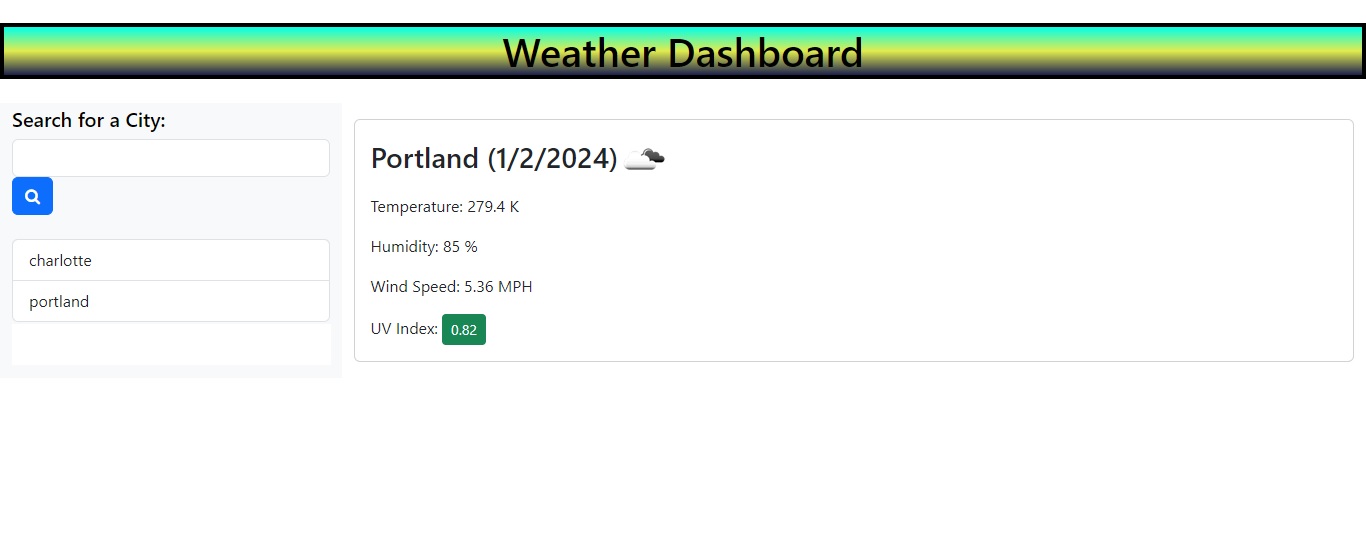 Weather Dashboard
Search for a City:
charlotte
portland
Portland (1/2/2024)
Temperature: 279.4 K
Humidity: 85 %
Wind Speed: 5.36 MPH
UV Index: 0.82